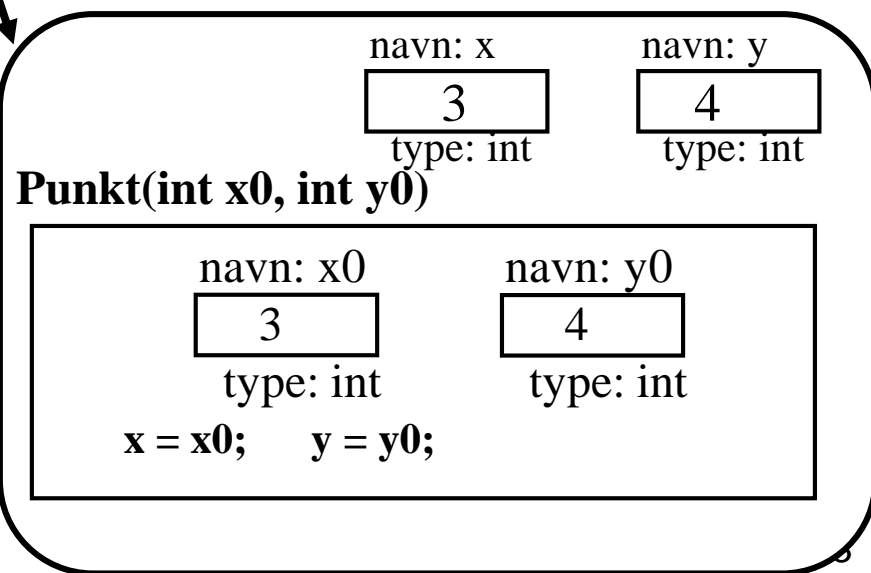 navn: x navn: y
3 4
type: int type: int
Punkt(int x0, int y0)
navn: x0 navn: y0
3 4
type: int type: int
x = x0; y = y0;